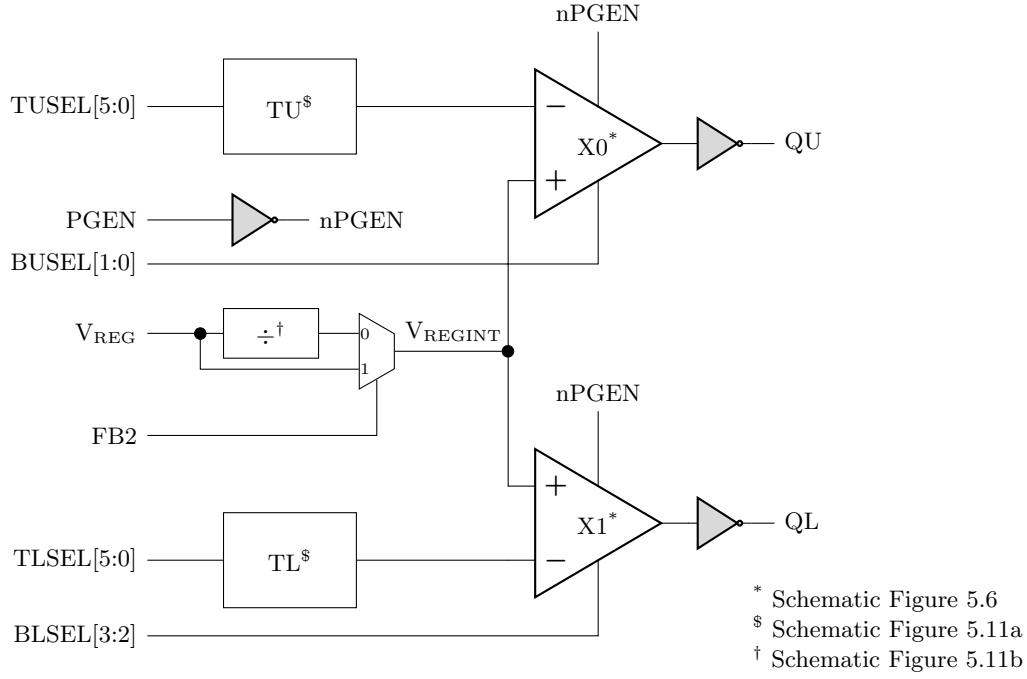 nPGEN
TUSEL[5:0]
TU$
−
X0*
+
QU
PGEN
nPGEN
BUSEL[1:0]
VREG
÷†
0
1
VREGINT
FB2
nPGEN
+
X1*
−
QL
TLSEL[5:0]
TL$
BLSEL[3:2]
* Schematic Figure 5.6
$ Schematic Figure 5.11a
† Schematic Figure 5.11b